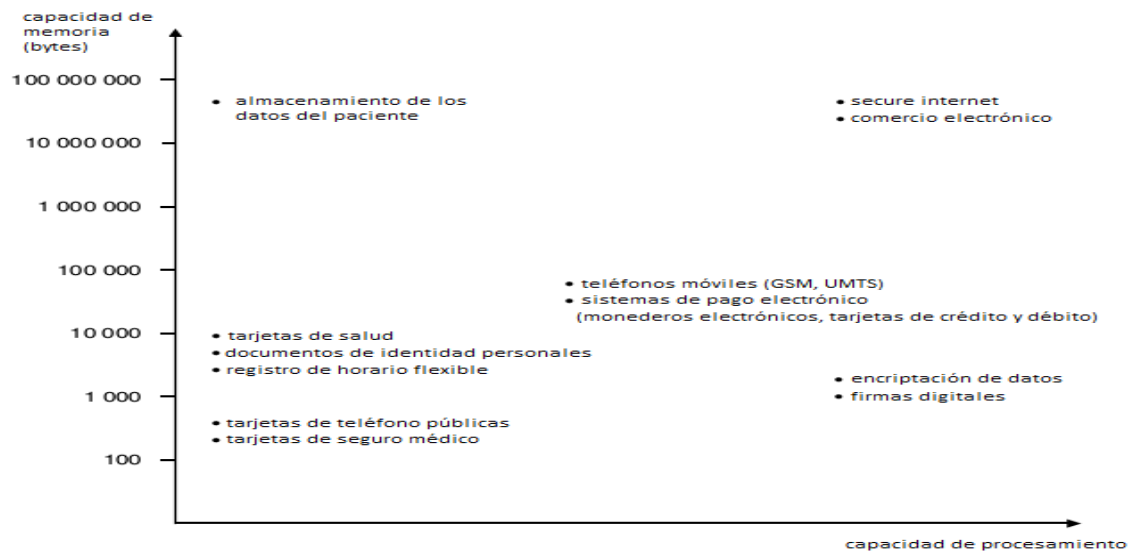 capacidad de
memoria
(bytes)
100 000 000
• almacenamiento de los
datos del paciente
• secure internet
• comercio electrónico
10 000 000
1 000 000
100 000
• teléfonos móviles (GSM, UMTS)
• sistemas de pago electrónico
(monederos electrónicos, tarjetas de crédito y débito)
10 000
• tarjetas de salud
• documentos de identidad personales
• registro de horario flexible
• encriptación de datos
• firmas digitales
1 000
• tarjetas de teléfono públicas
• tarjetas de seguro médico
100
capacidad de procesamiento